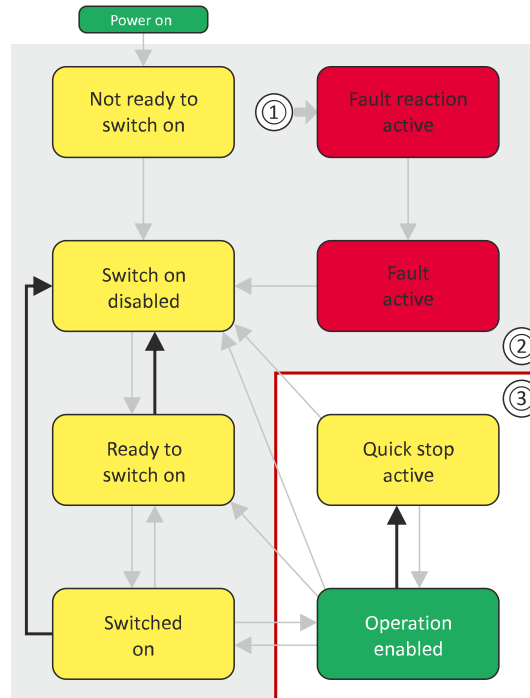 Power on
Not ready to
switch on
①
Fault reaction
active
Switch on
disabled
Fault
active
②
③
Ready to
switch on
Quick stop
active
Switched
on
Operation
enabled